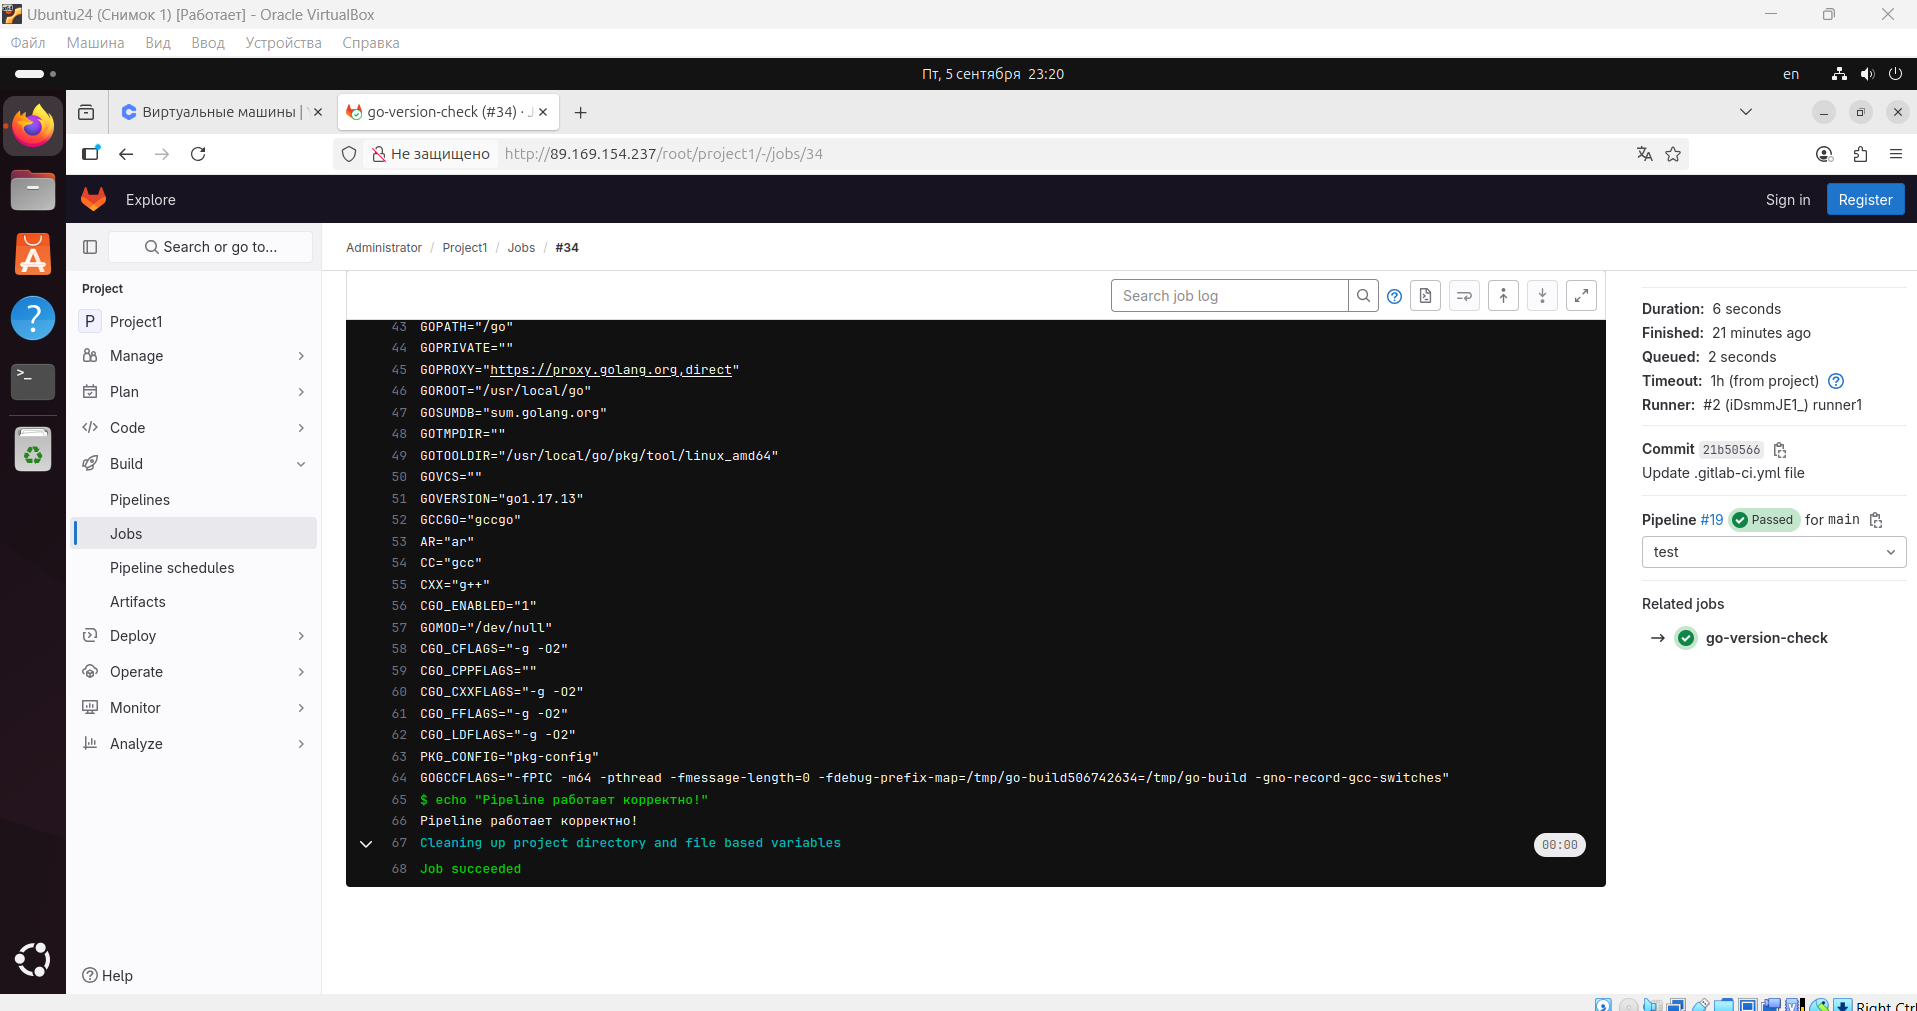 Ubuntu24 (Снимок 1) [Работает] - Oracle VirtualBox
Файл Машина Вид Ввод Устройства Справка
Пт, 5 сентября 23:20
en
Виртуальные машины |
go-version-check (#34) ·
Не защищено
http://89.169.154.237/root/project1/-/jobs/34
Explore
Sign in
Register
Search or go to...
Administrator / Project1 / Jobs / #34
Project
P Project1
Manage
Plan
Code
Build
Pipelines
Jobs
Pipeline schedules
Artifacts
Deploy
Operate
Monitor
Analyze
Help
Search job log
43 GOPATH="/go"
44 GOPRIVATE=""
45 GOPROXY="https://proxy.golang.org,direct"
46 GOROOT="/usr/local/go"
47 GOSUMDB="sum.golang.org"
48 GOTMPDIR=""
49 GOTOOLDIR="/usr/local/go/pkg/tool/linux_amd64"
50 GOVCS=""
51 GOVERSION="go1.17.13"
52 GCCGO="gccgo"
53 AR="ar"
54 CC="gcc"
55 CXX="g++"
56 CGO_ENABLED="1"
57 GOMOD="/dev/null"
58 CGO_CFLAGS="-g -O2"
59 CGO_CPPFLAGS=""
60 CGO_CXXFLAGS="-g -O2"
61 CGO_FFLAGS="-g -O2"
62 CGO_LDFLAGS="-g -O2"
63 PKG_CONFIG="pkg-config"
64 GOGCCFLAGS="-fPIC -m64 -pthread -fmessage-length=0 -fdebug-prefix-map=/tmp/go-build506742634=/tmp/go-build -gno-record-gcc-switches"
65 $ echo "Pipeline работает корректно!"
66 Pipeline работает корректно!
67 Cleaning up project directory and file based variables
00:00
68 Job succeeded
Duration: 6 seconds
Finished: 21 minutes ago
Queued: 2 seconds
Timeout: 1h (from project)
Runner: #2 (iDsmmJE1_) runner1
Commit 21b50566
Update .gitlab-ci.yml file
Pipeline #19 Passed for main
test
Related jobs
→ go-version-check
Right Ctrl